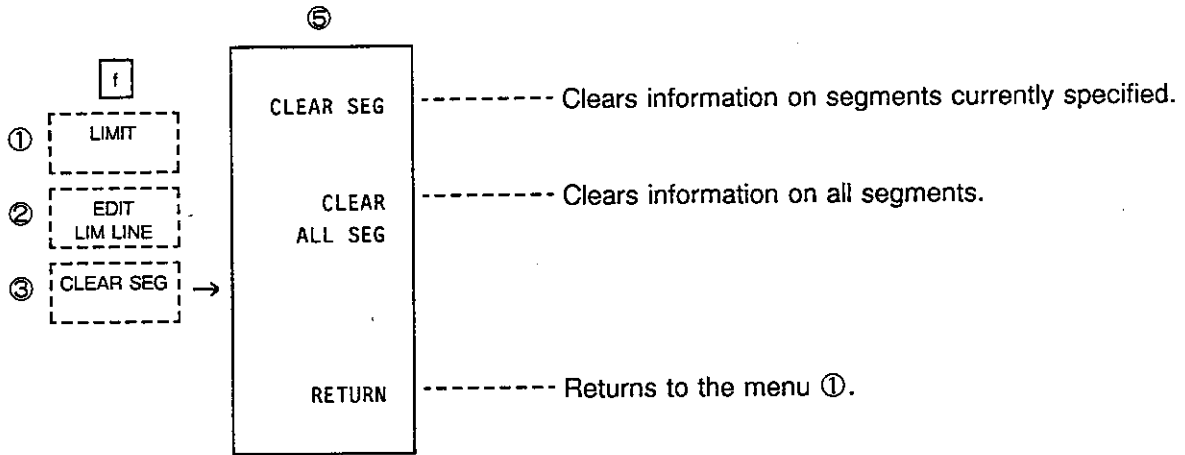 ⑤
f
① LIMIT
② EDIT
LIM LINE
③ CLEAR SEG →
CLEAR SEG --------- Clears information on segments currently specified.
CLEAR --------- Clears information on all segments.
ALL SEG
RETURN --------- Returns to the menu ①.